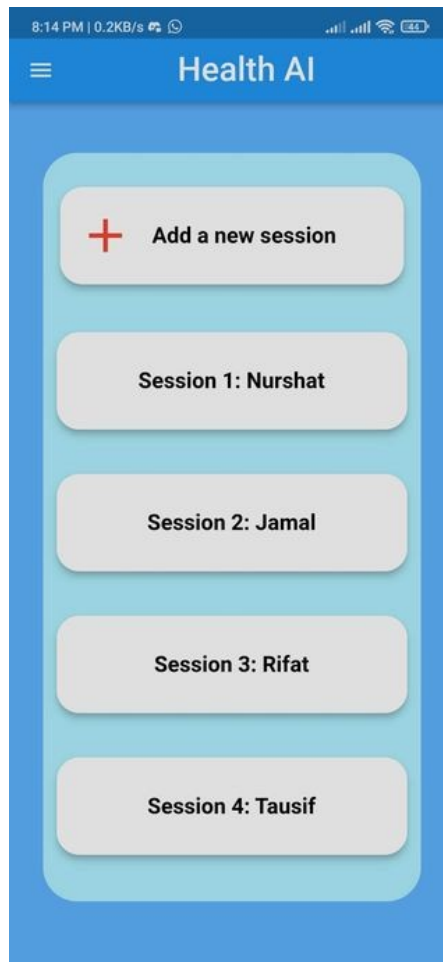 8:14 PM | 0.2KB/s 44
Health AI
Add a new session
Session 1: Nurshat
Session 2: Jamal
Session 3: Rifat
Session 4: Tausif